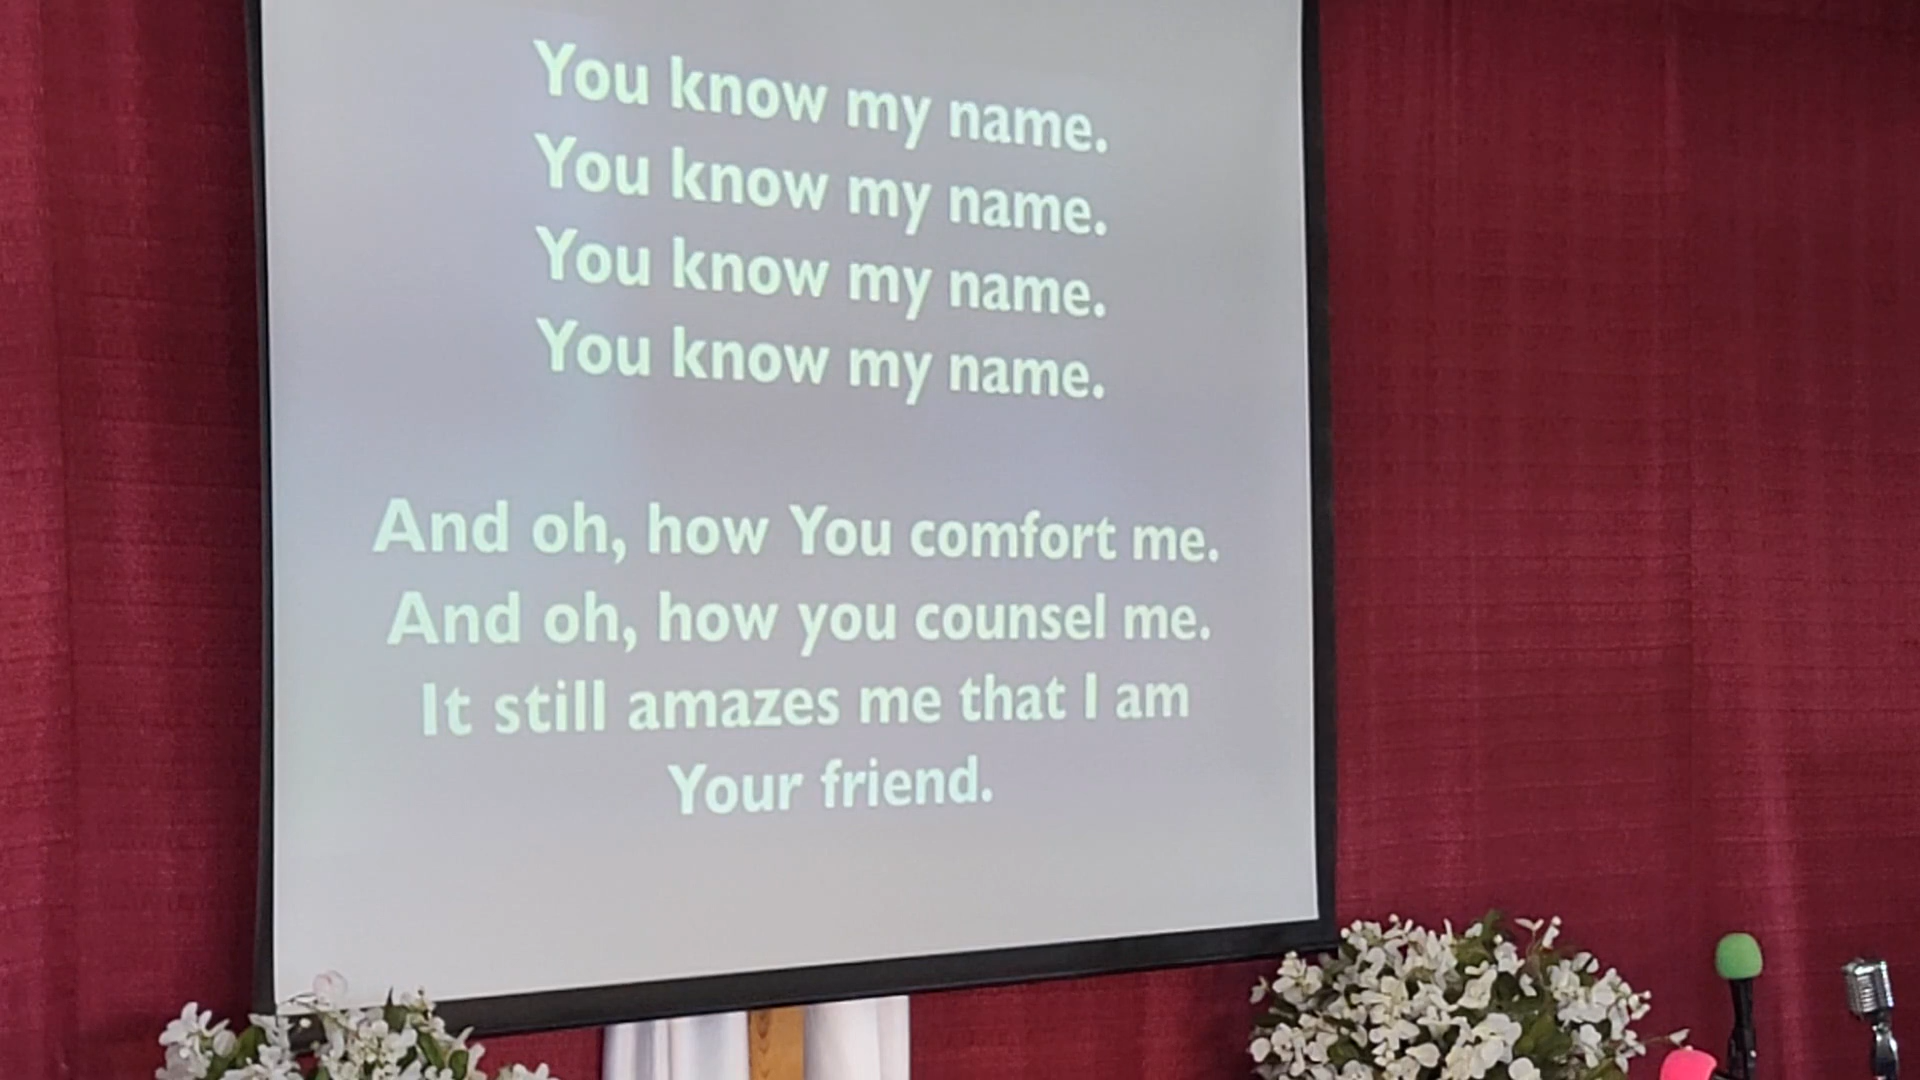 You know my name.
You know my name.
You know my name.
You know my name.
And oh, how You comfort me.
And oh, how you counsel me.
It still amazes me that I am
Your friend.